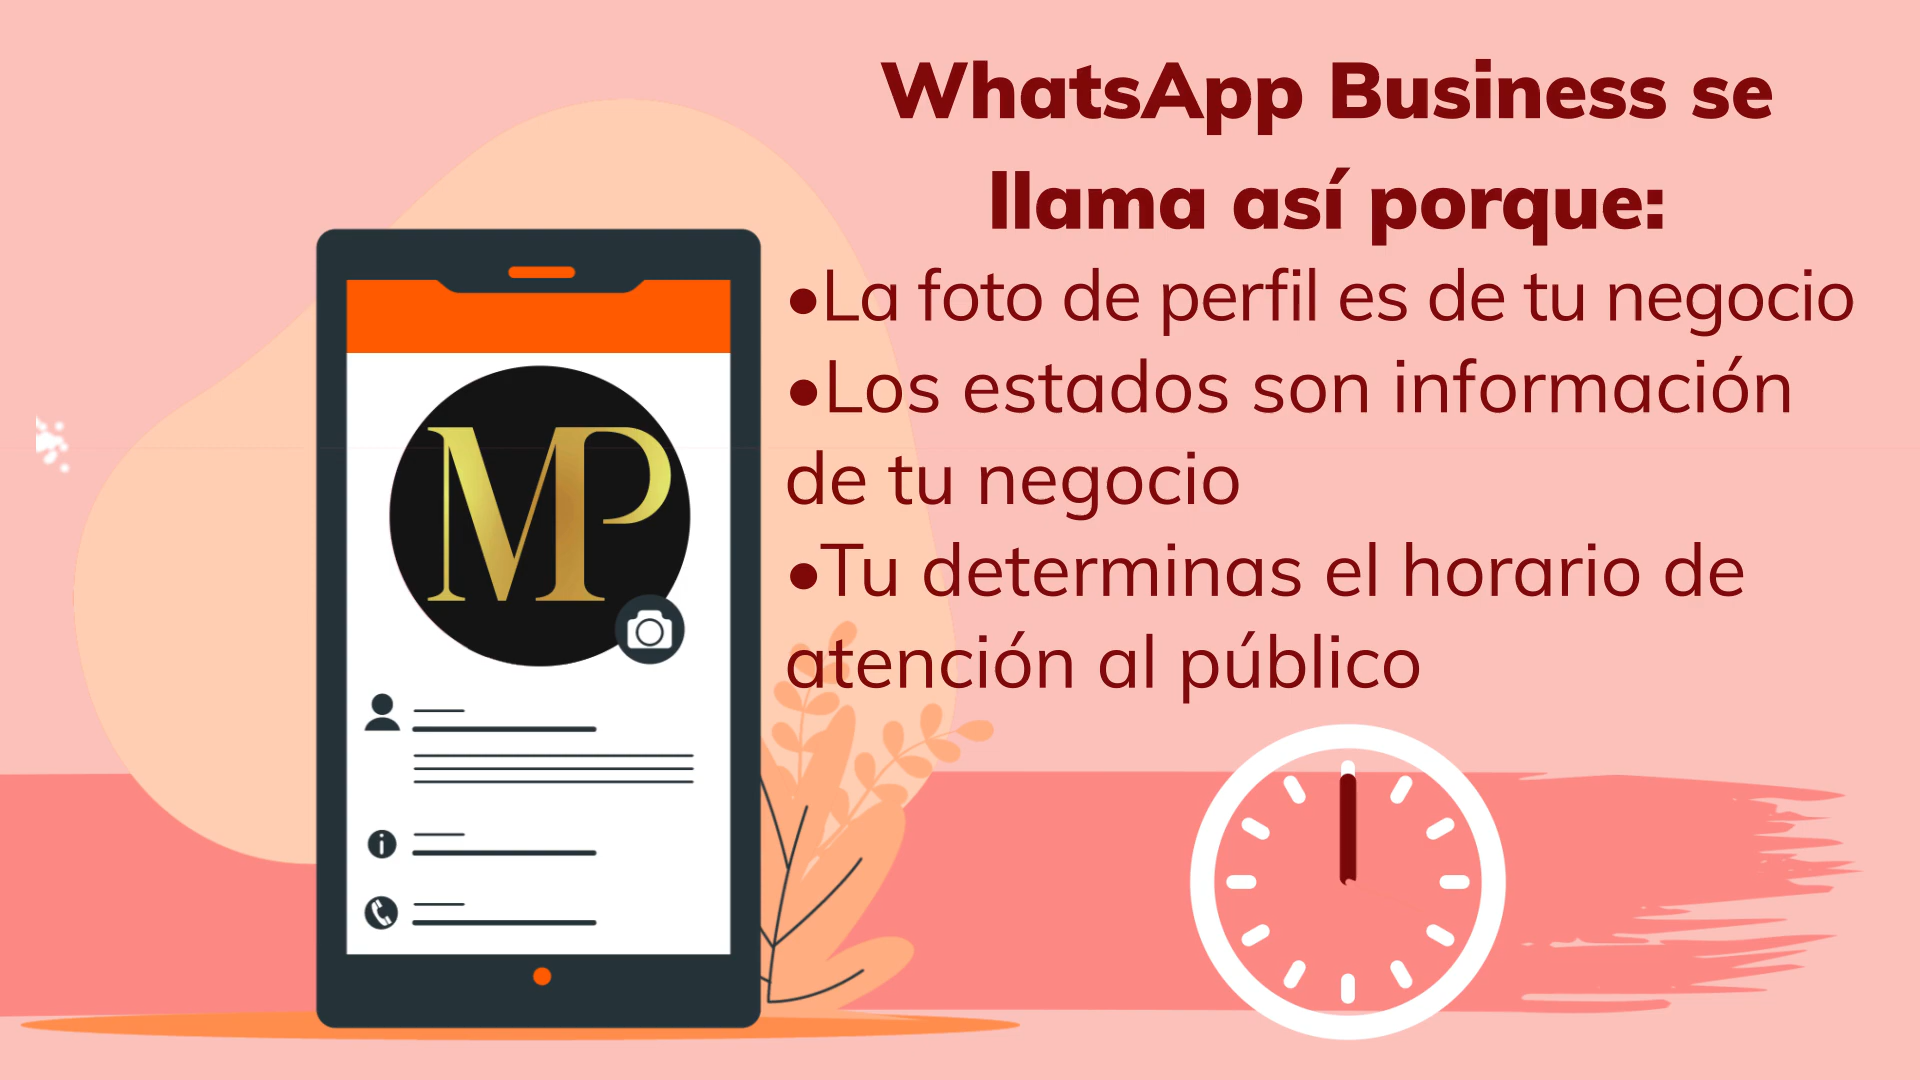 WhatsApp Business se
llama así porque:
•La foto de perfil es de tu negocio
•Los estados son información
de tu negocio
•Tu determinas el horario de
atención al público
MP